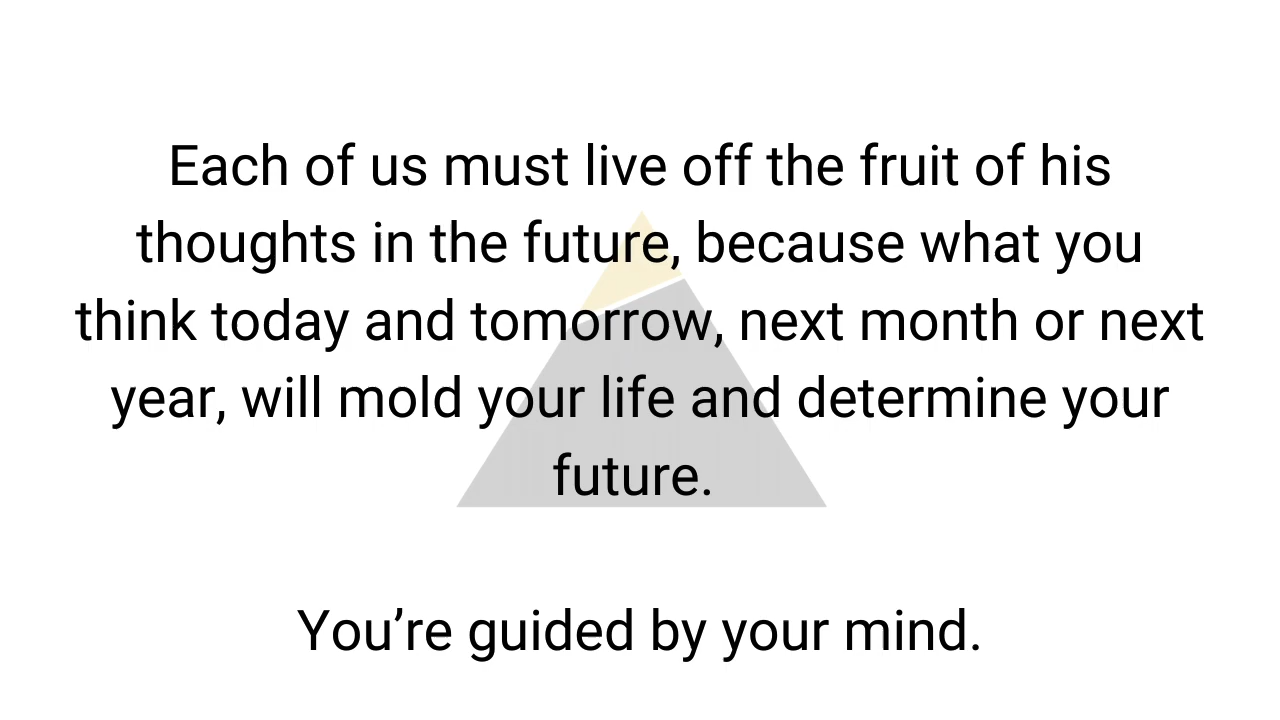 Each of us must live off the fruit of his
thoughts in the future, because what you
think today and tomorrow, next month or next
year, will mold your life and determine your
future.
You’re guided by your mind.